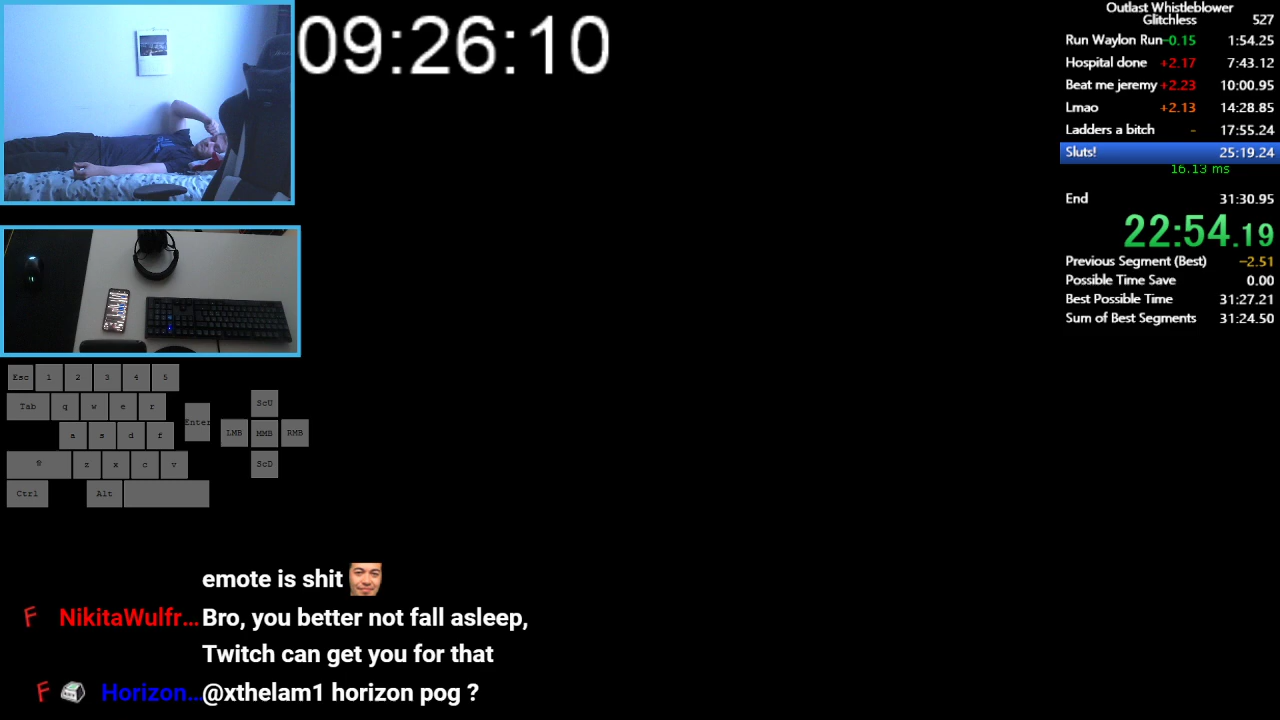 09:26:10
Outlast Whistleblower
Glitchless 527
Run Waylon Run -0.15 1:54.25
Hospital done +2.17 7:43.12
Beat me jeremy +2.23 10:00.95
Lmao +2.13 14:28.85
Ladders a bitch - 17:55.24
Sluts! 25:19.24
16.13 ms
End 31:30.95
22:54.19
Previous Segment (Best) -2.51
Possible Time Save 0.00
Best Possible Time 31:27.21
Sum of Best Segments 31:24.50
Esc 1 2 3 4 5
Tab q w e r
Enter
a s d f
z x c v
Ctrl Alt
ScU
LMB MMB RMB
ScD
emote is shit
F NikitaWulfr... Bro, you better not fall asleep,
Twitch can get you for that
F Horizon... @xthelam1 horizon pog ?